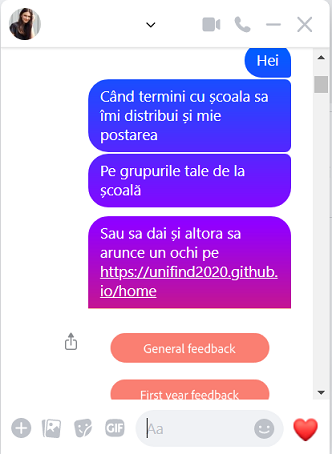 Hei
Când termini cu școala sa
îmi distribui și mie
postarea
Pe grupurile tale de la
școală
Sau sa dai și altora sa
arunce un ochi pe
https://unifind2020.github.
io/home
General feedback
First year feedback
GIF
Aa